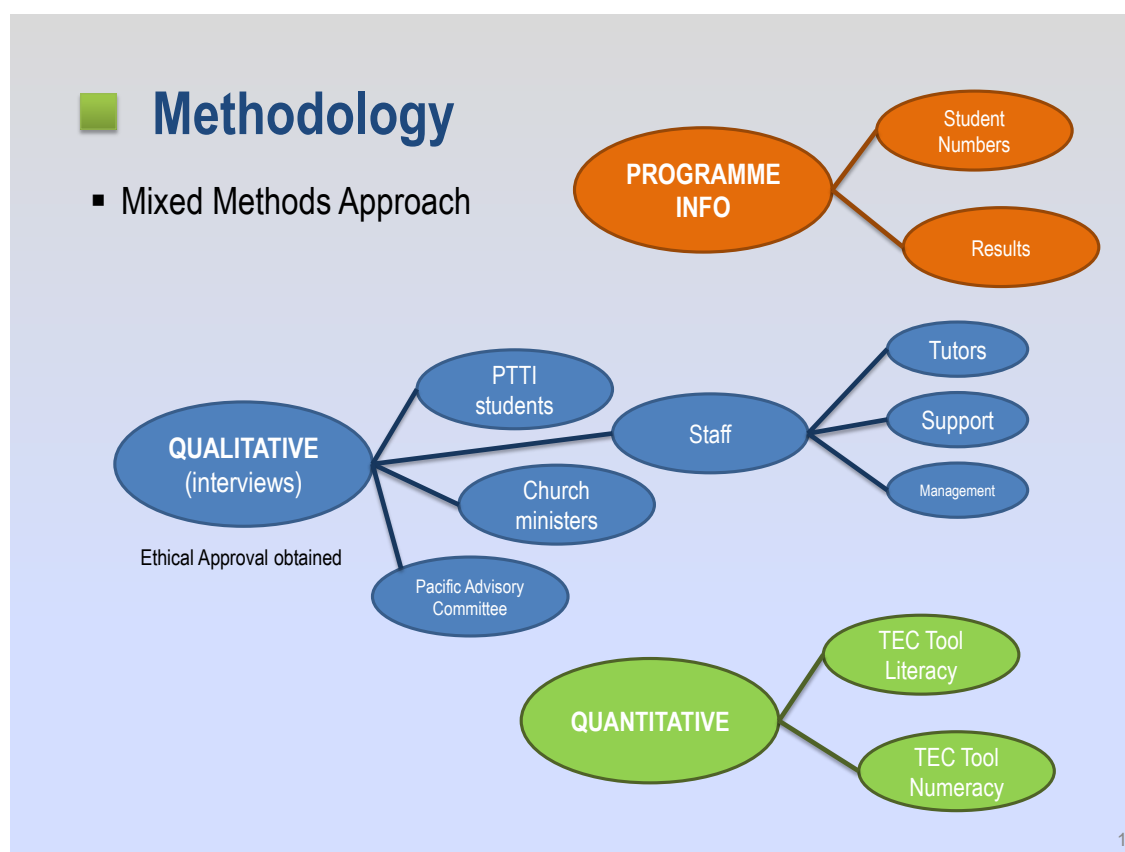 Methodology
▪ Mixed Methods Approach
PROGRAMME
INFO
Student
Numbers
Results
QUALITATIVE
(interviews)
Ethical Approval obtained
PTTI
students
Staff
Church
ministers
Pacific Advisory
Committee
Tutors
Support
Management
QUANTITATIVE
TEC Tool
Literacy
TEC Tool
Numeracy
1